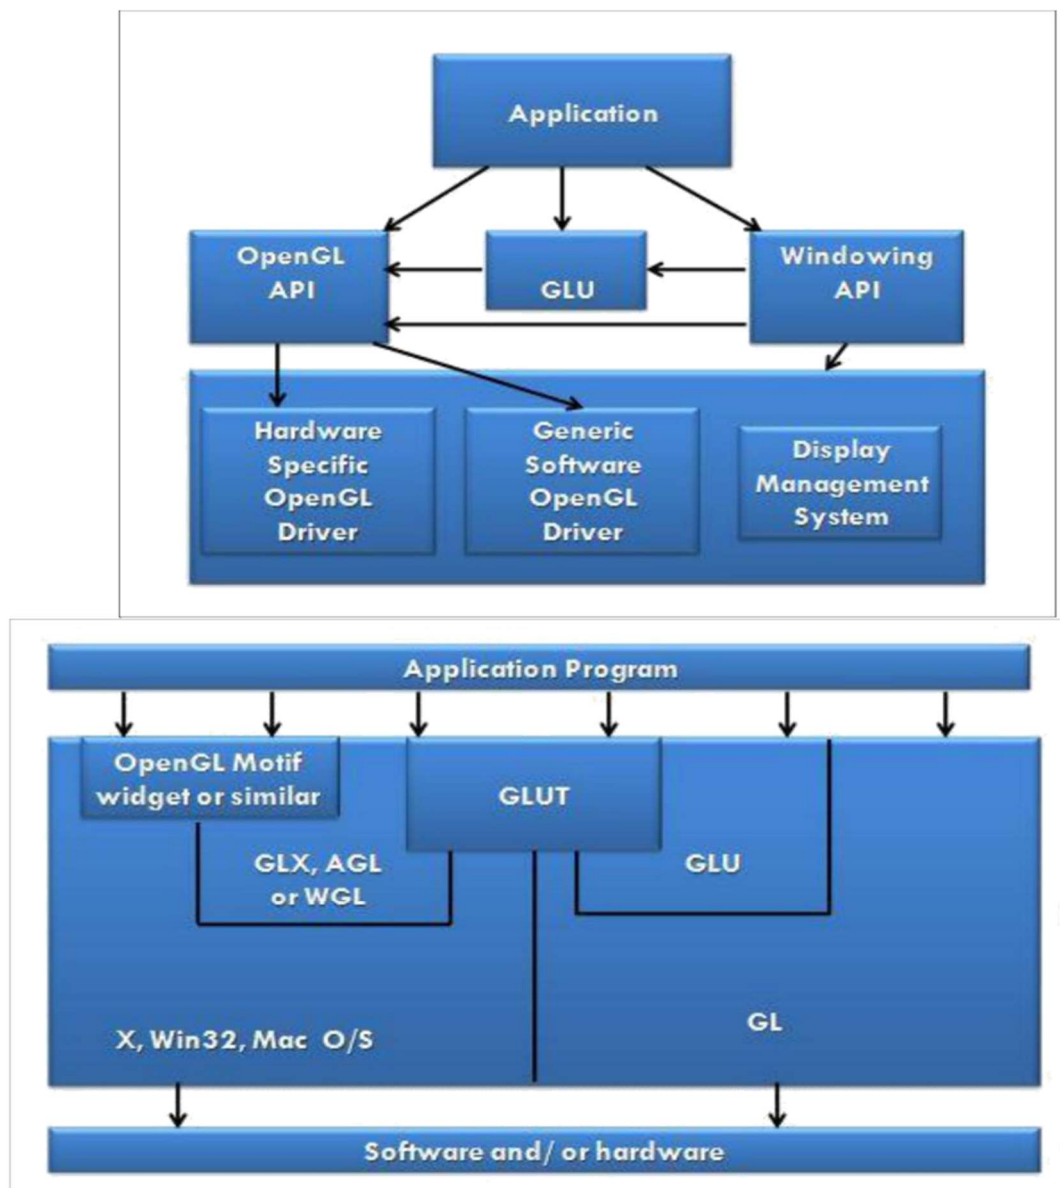 Application
OpenGL
API
GLU
Windowing
API
Hardware
Specific
OpenGL
Driver
Generic
Software
OpenGL
Driver
Display
Management
System
Application Program
OpenGL Motif
widget or similar
GLUT
GLX, AGL
or WGL
GLU
X, Win32, Mac O/S
GL
Software and/ or hardware